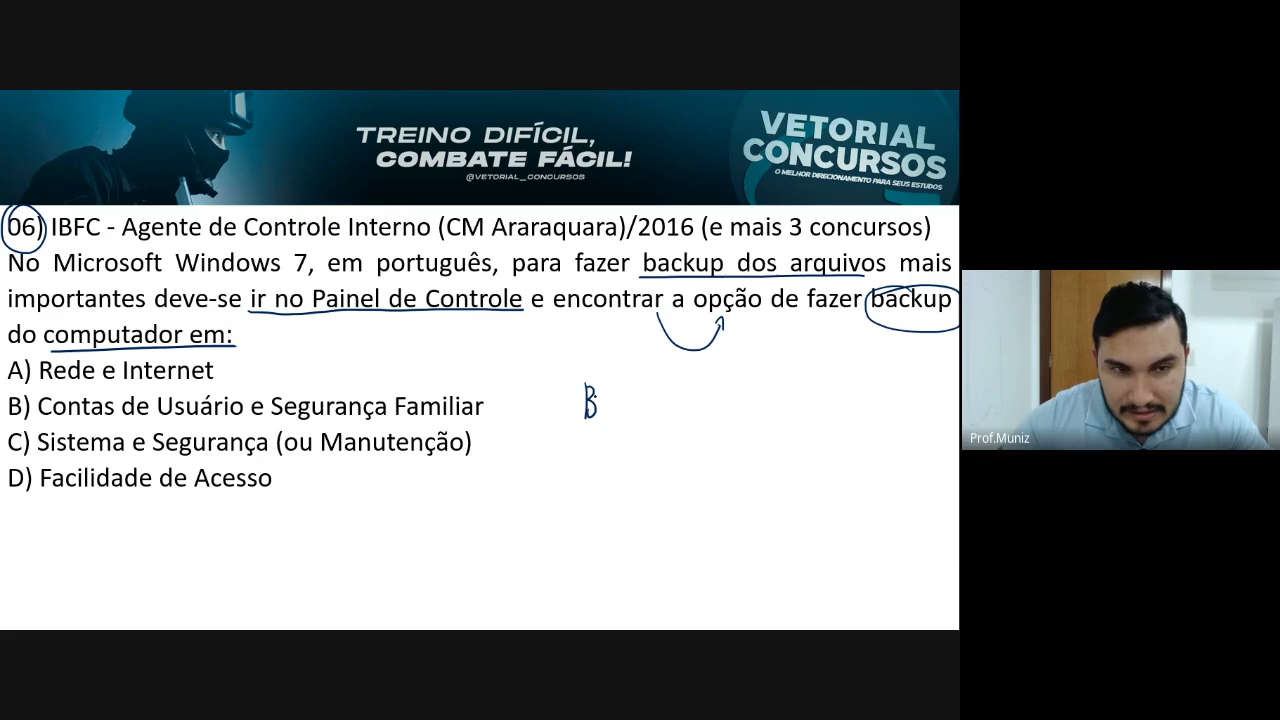 TREINO DIFÍCIL,
COMBATE FÁCIL!
@VETORIAL_CONCURSOS
VETORIAL
CONCURSOS
O MELHOR DIRECIONAMENTO PARA SEUS ESTUDOS
06) IBFC - Agente de Controle Interno (CM Araraquara)/2016 (e mais 3 concursos)
No Microsoft Windows 7, em português, para fazer backup dos arquivos mais
importantes deve-se ir no Painel de Controle e encontrar a opção de fazer backup
do computador em:
A) Rede e Internet
B) Contas de Usuário e Segurança Familiar
B
C) Sistema e Segurança (ou Manutenção)
D) Facilidade de Acesso
Prof.Muniz